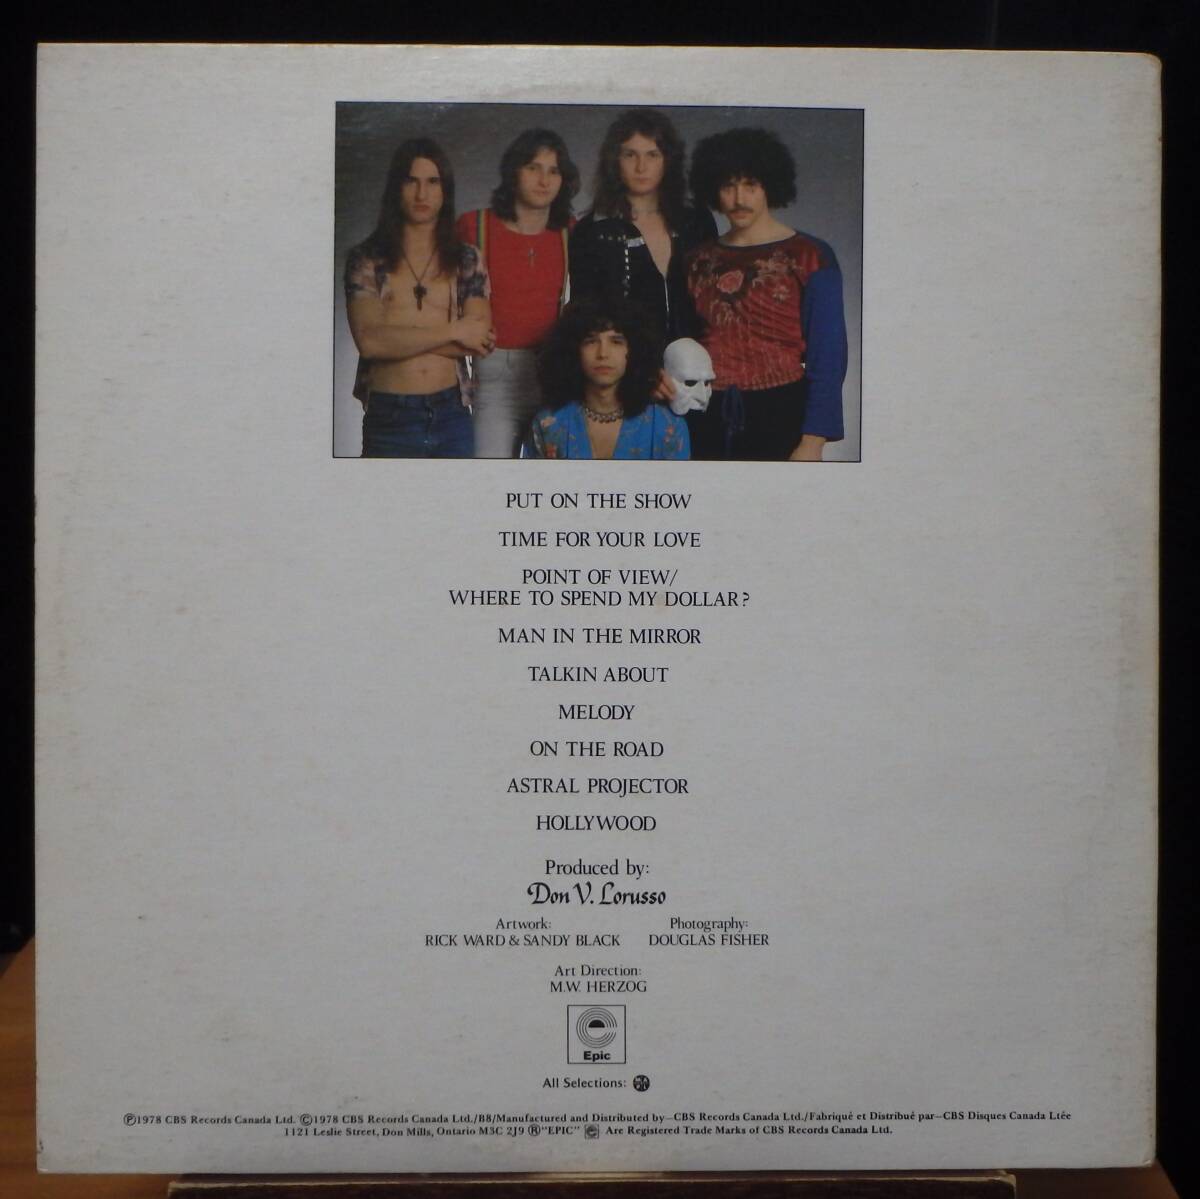 PUT ON THE SHOW
TIME FOR YOUR LOVE
POINT OF VIEW/
WHERE TO SPEND MY DOLLAR?
MAN IN THE MIRROR
TALKIN ABOUT
MELODY
ON THE ROAD
ASTRAL PROJECTOR
HOLLYWOOD
Produced by:
Don V. Lorusso
Artwork:
RICK WARD & SANDY BLACK
Photography:
DOUGLAS FISHER
Art Direction:
M.W. HERZOG
Epic
All Selections:
Ⓟ1978 CBS Records Canada Ltd. Ⓒ1978 CBS Records Canada Ltd./B8/Manufactured and Distributed by—CBS Records Canada Ltd./Fabriqué et Distribué par—CBS Disques Canada Ltée
1121 Leslie Street, Don Mills, Ontario M3C 2J9 Ⓡ"EPIC" Are Registered Trade Marks of CBS Records Canada Ltd.